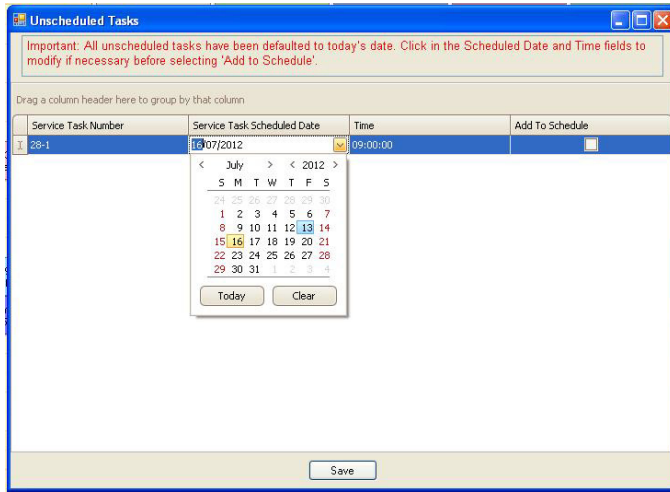 Unscheduled Tasks
Important: All unscheduled tasks have been defaulted to today's date. Click in the Scheduled Date and Time fields to
modify if necessary before selecting 'Add to Schedule'.
Drag a column header here to group by that column
Service Task Number Service Task Scheduled Date Time Add To Schedule
28-1 16/07/2012 09:00:00
< July > < 2012 >
S M T W T F S
24 25 26 27 28 29 30
1 2 3 4 5 6 7
8 9 10 11 12 13 14
15 16 17 18 19 20 21
22 23 24 25 26 27 28
29 30 31 1 2 3 4
Today Clear
Save